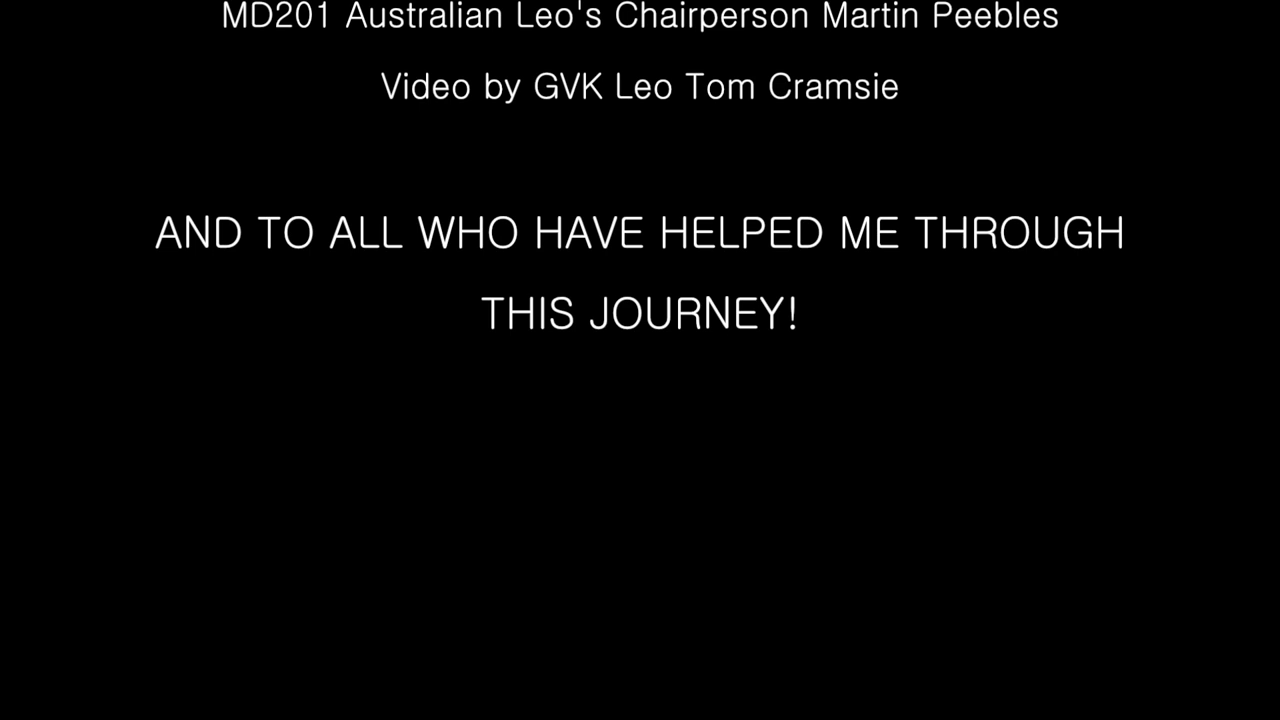 MD201 Australian Leo's Chairperson Martin Peebles
Video by GVK Leo Tom Cramsie
AND TO ALL WHO HAVE HELPED ME THROUGH
THIS JOURNEY!